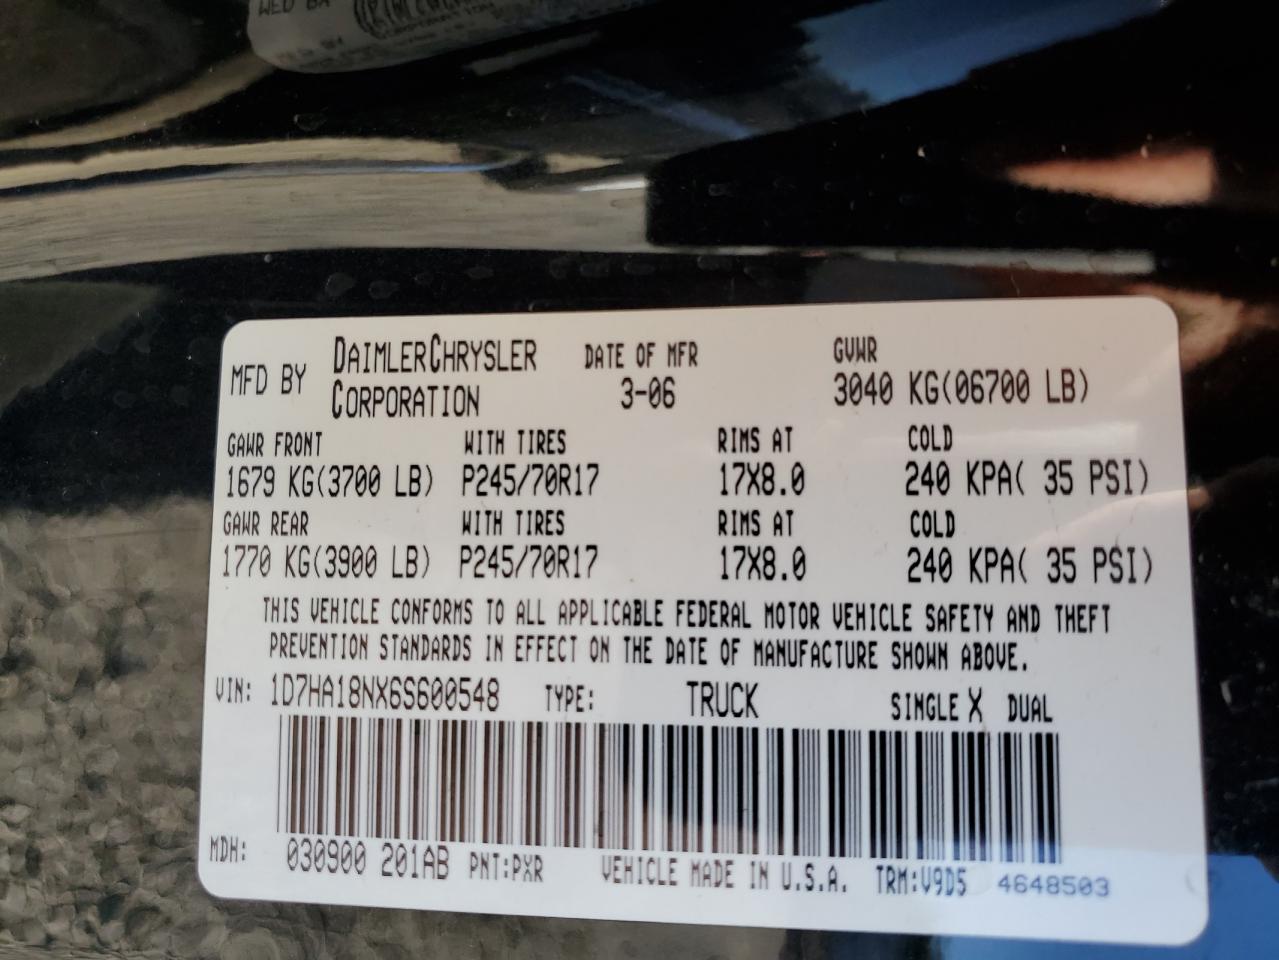 MFD BY DAIMLERCHRYSLER CORPORATION DATE OF MFR 3-06 GVWR 3040 KG(06700 LB)
GAWR FRONT WITH TIRES RIMS AT COLD
1679 KG(3700 LB) P245/70R17 17X8.0 240 KPA( 35 PSI)
GAWR REAR WITH TIRES RIMS AT COLD
1770 KG(3900 LB) P245/70R17 17X8.0 240 KPA( 35 PSI)
THIS VEHICLE CONFORMS TO ALL APPLICABLE FEDERAL MOTOR VEHICLE SAFETY AND THEFT
PREVENTION STANDARDS IN EFFECT ON THE DATE OF MANUFACTURE SHOWN ABOVE.
VIN: 1D7HA18NX6S600548 TYPE: TRUCK SINGLE X DUAL
MDH: 030900 201AB PNT:PXR VEHICLE MADE IN U.S.A. TRM:V9D5 4648503